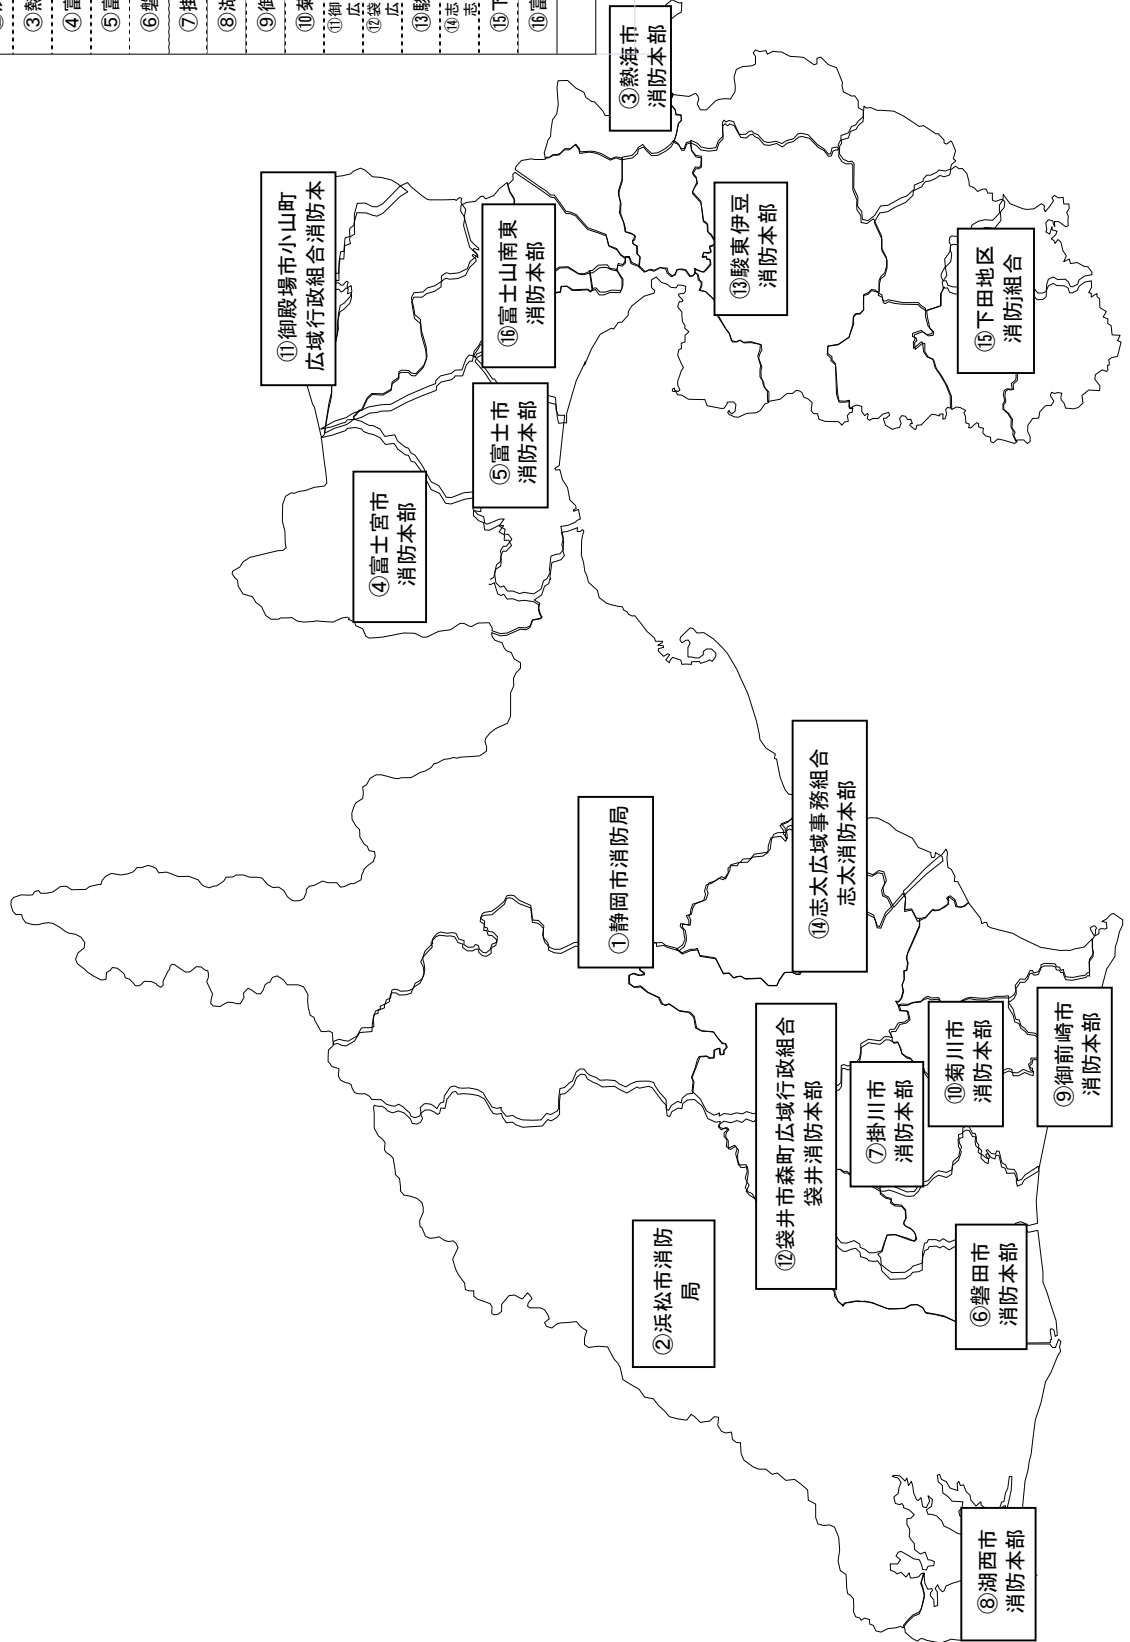 ③熱
④富
⑤富
⑥磐
⑦掛
⑧湖
⑨御
⑩菊
⑪御
広
⑫袋
広
⑬駿
⑭志
志
⑮下
⑯富
③熱海市
消防本部
⑪御殿場市小山町
広域行政組合消防本
⑯富士山南東
消防本部
⑬駿東伊豆
消防本部
⑮下田地区
消防j組合
⑤富士市
消防本部
④富士宮市
消防本部
①静岡市消防局
⑭志太広域事務組合
志太消防本部
⑫袋井市森町広域行政組合
袋井消防本部
⑦掛川市
消防本部
⑩菊川市
消防本部
⑨御前崎市
消防本部
②浜松市消防
局
⑥磐田市
消防本部
⑧湖西市
消防本部